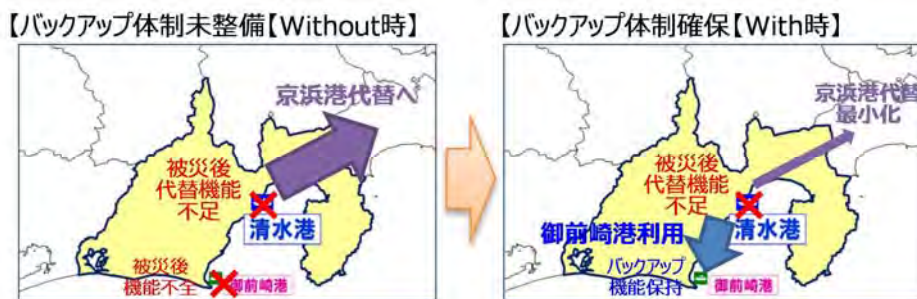 【バックアップ体制未整備【Without時】
京浜港代替へ
被災後
代替機能
不足
清水港
被災後
機能不全
御前崎港
【バックアップ体制確保【With時】
京浜港代替
最小化
被災後
代替機能
不足
清水港
御前崎港利用
バックアップ
機能保持
御前崎港